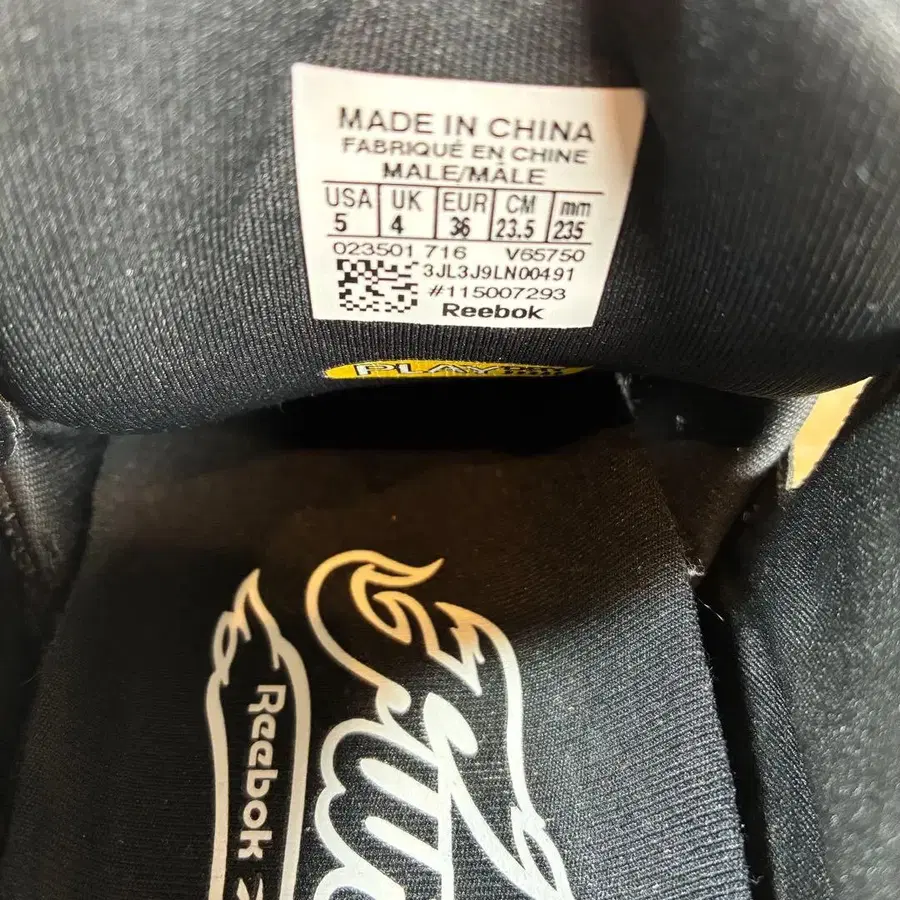 MADE IN CHINA
FABRIQUÉ EN CHINE
MALE/MÂLE
USA UK EUR CM mm
5 4 36 23.5 235
023501 716 V65750
3JL3J9LN00491
#115007293
Reebok
PLAY
Reebok